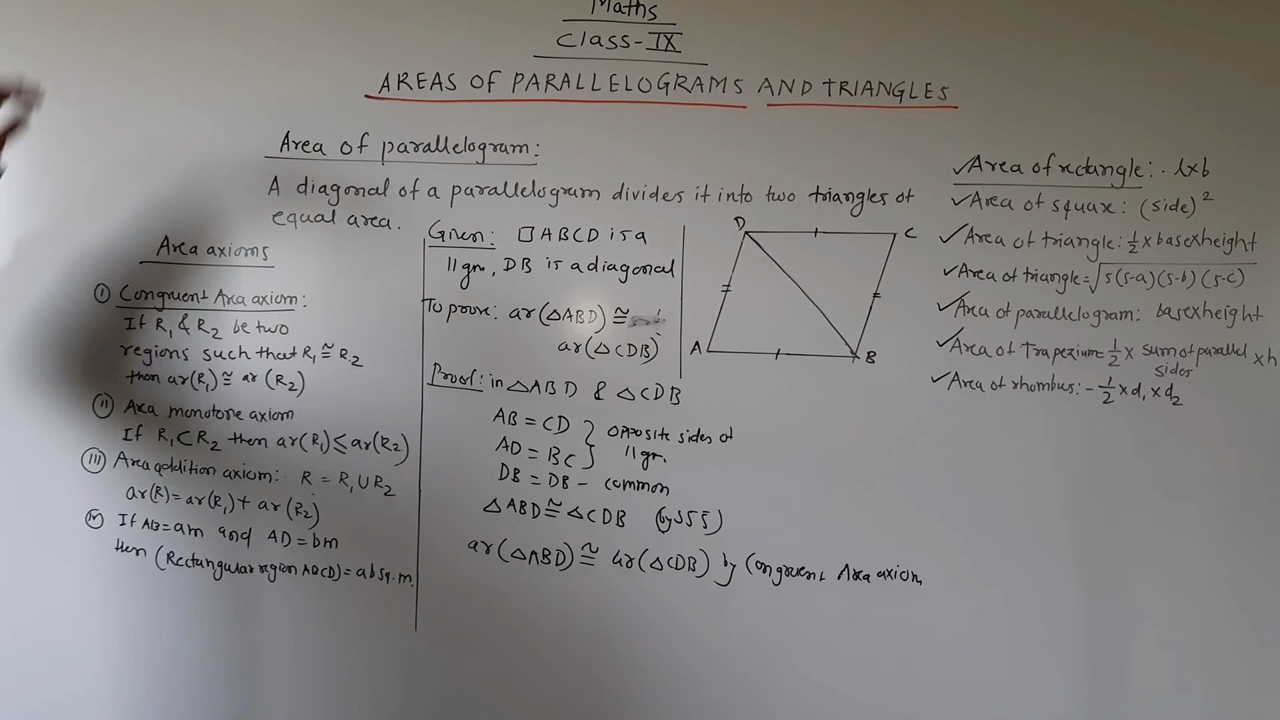 Maths
Class-IX
AREAS OF PARALLELOGRAMS AND TRIANGLES
Area of parallelogram:
A diagonal of a parallelogram divides it into two triangles of
equal area.
Area axioms
(i) Congruent Area axiom:
If R₁ & R₂ be two
regions such that R₁ ≅ R₂
then ar(R₁) ≅ ar (R₂)
(ii) Area monotone axiom
If R₁ ⊂ R₂ then ar(R₁) ≤ ar(R₂)
(iii) Area addition axiom: R = R₁ ∪ R₂
ar(R) = ar(R₁) + ar(R₂)
(iv) If AB = am and AD = bm
then (Rectangular region ABCD) = ab sq.m.
Given: □ ABCD is a
||gm, DB is a diagonal
To prove: ar(△ABD) ≅
ar(△CDB)
Proof: in △ABD & △CDB
AB = CD } opposite sides of
AD = BC } ||gm.
DB = DB - common
△ABD ≅ △CDB (by SSS)
ar(△ABD) ≅ ar(△CDB) by Congruent Area axiom
D
C
A
B
✓Area of rectangle: l×b
✓Area of square: (side)²
✓Area of triangle: ½ × base×height
✓Area of triangle = √s(s-a)(s-b)(s-c)
✓Area of parallelogram: base×height
✓Area of Trapezium = ½ × sum of parallel sides × h
✓Area of rhombus: - ½ × d₁ × d₂